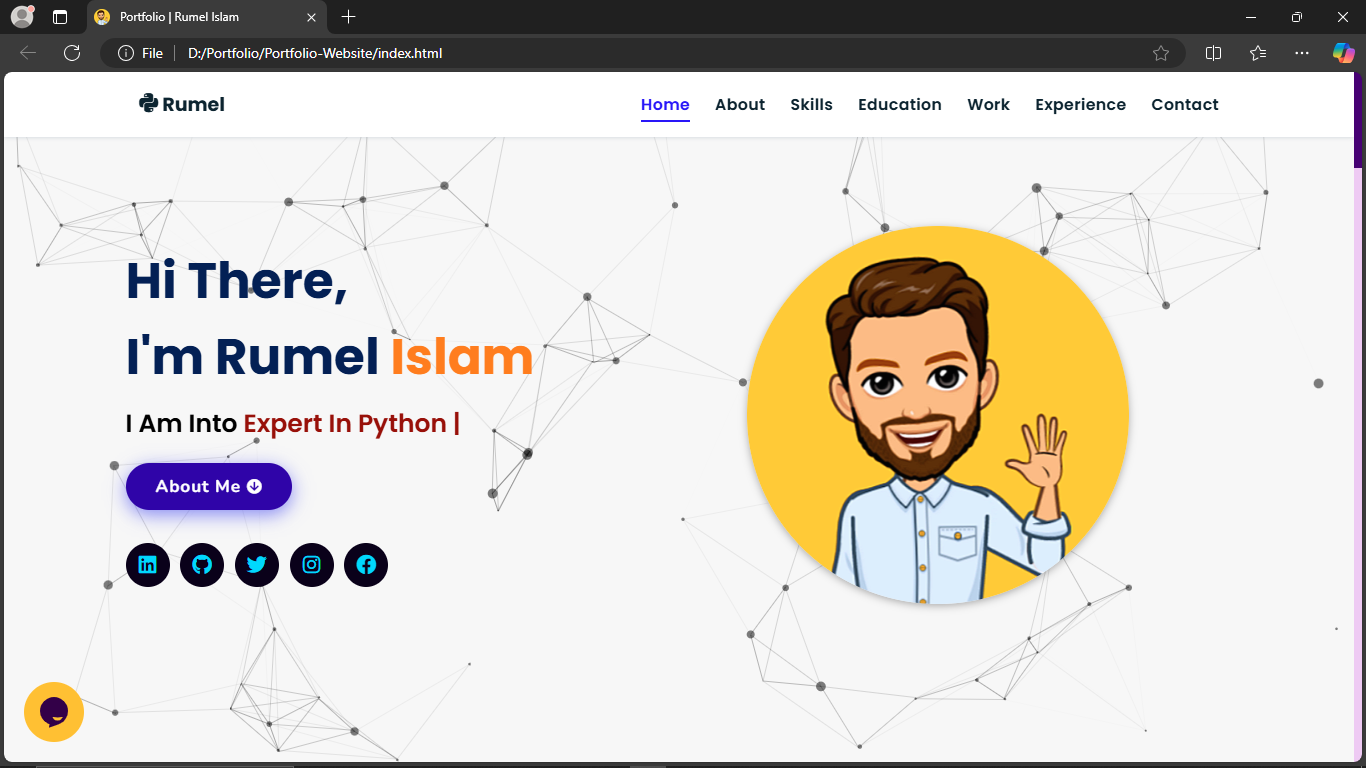 Portfolio | Rumel Islam
File D:/Portfolio/Portfolio-Website/index.html
Rumel
Home About Skills Education Work Experience Contact
Hi There,
I'm Rumel Islam
I Am Into Expert In Python |
About Me